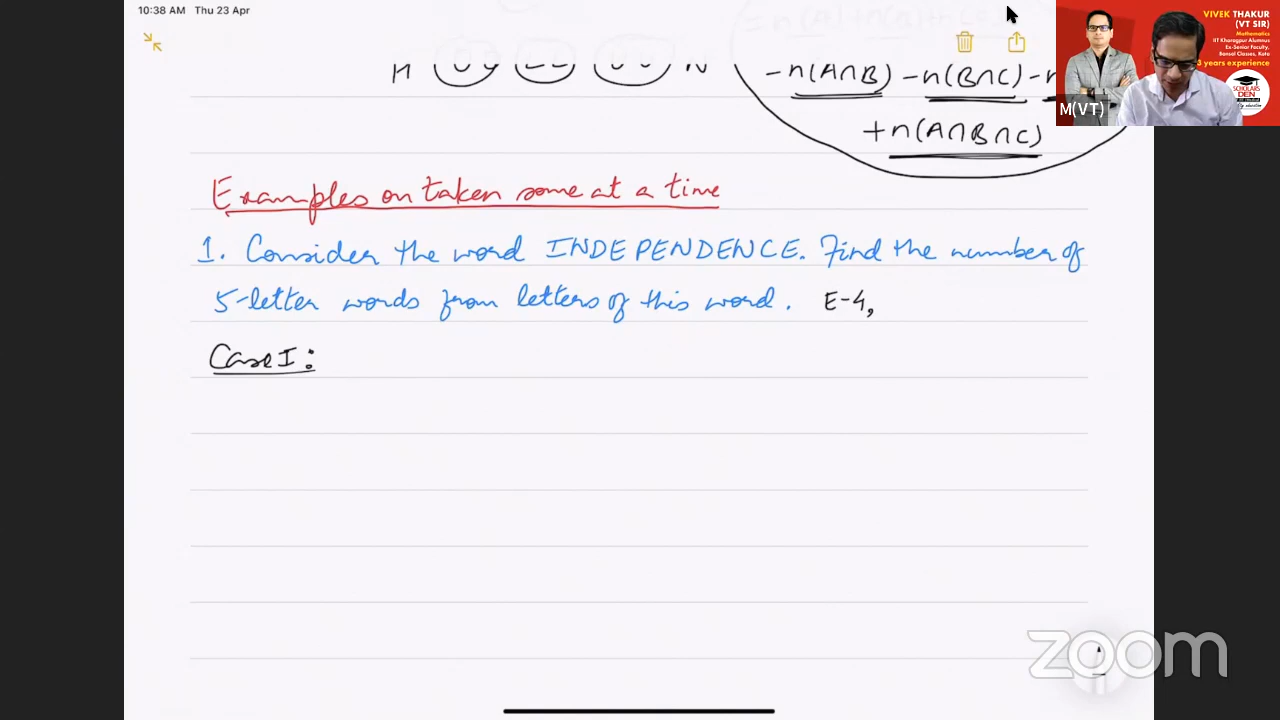 10:38 AM Thu 23 Apr
VIVEK THAKUR
(VT SIR)
Mathematics
IIT Kharagpur Alumnus
Ex-Senior Faculty,
Bansal Classes, Kota
years experience
SCHOLARS DEN
M(VT)
H N
-n(A∩B) -n(B∩C) -n
+n(A∩B∩C)
Examples on taken some at a time
1. Consider the word INDEPENDENCE. Find the number of
5-letter words from letters of this word. E-4,
Case I:
zoom